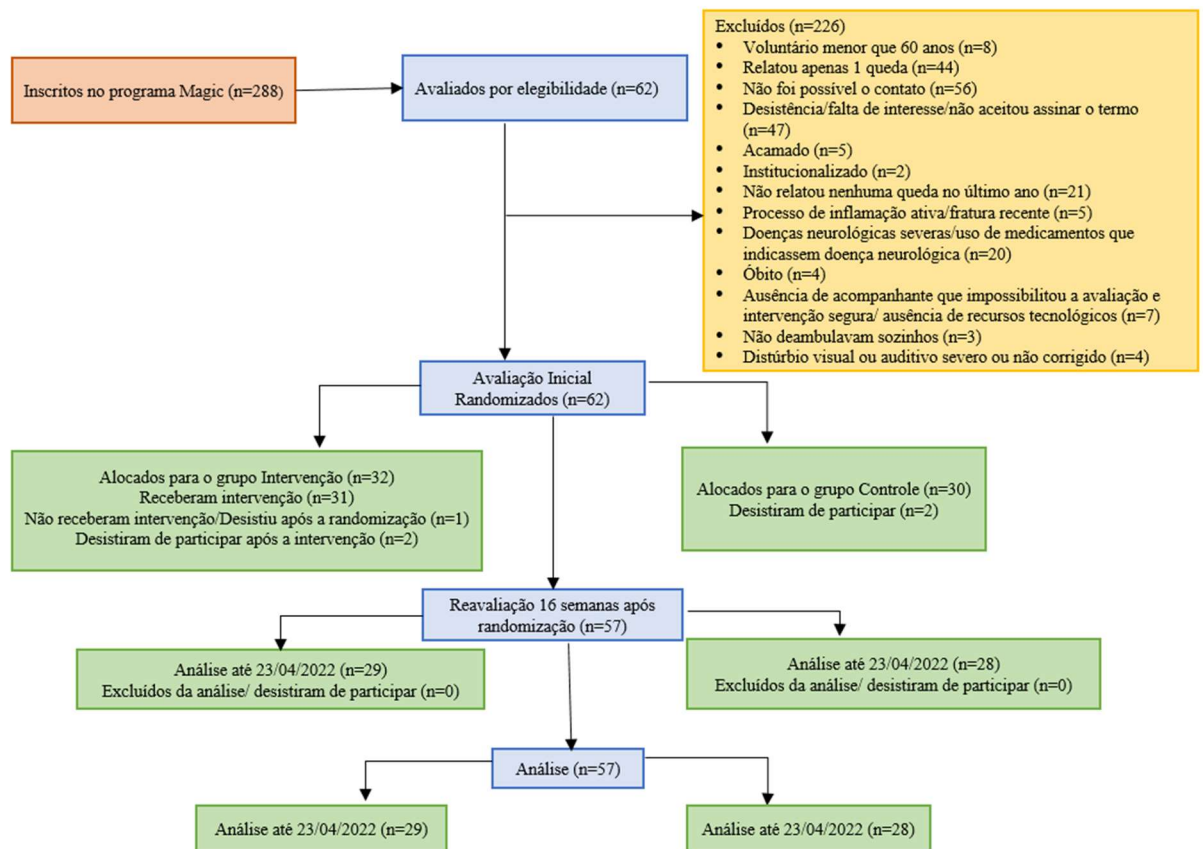 Inscritos no programa Magic (n=288)
Avaliados por elegibilidade (n=62)
Excluídos (n=226)
• Voluntário menor que 60 anos (n=8)
• Relatou apenas 1 queda (n=44)
• Não foi possível o contato (n=56)
• Desistência/falta de interesse/não aceitou assinar o termo
(n=47)
• Acamado (n=5)
• Institucionalizado (n=2)
• Não relatou nenhuma queda no último ano (n=21)
• Processo de inflamação ativa/fratura recente (n=5)
• Doenças neurológicas severas/uso de medicamentos que
indicassem doença neurológica (n=20)
• Óbito (n=4)
• Ausência de acompanhante que impossibilitou a avaliação e
intervenção segura/ ausência de recursos tecnológicos (n=7)
• Não deambulavam sozinhos (n=3)
• Distúrbio visual ou auditivo severo ou não corrigido (n=4)
Avaliação Inicial
Randomizados (n=62)
Alocados para o grupo Intervenção (n=32)
Receberam intervenção (n=31)
Não receberam intervenção/Desistiu após a randomização (n=1)
Desistiram de participar após a intervenção (n=2)
Alocados para o grupo Controle (n=30)
Desistiram de participar (n=2)
Reavaliação 16 semanas após
randomização (n=57)
Análise até 23/04/2022 (n=29)
Excluídos da análise/ desistiram de participar (n=0)
Análise até 23/04/2022 (n=28)
Excluídos da análise/ desistiram de participar (n=0)
Análise (n=57)
Análise até 23/04/2022 (n=29)
Análise até 23/04/2022 (n=28)